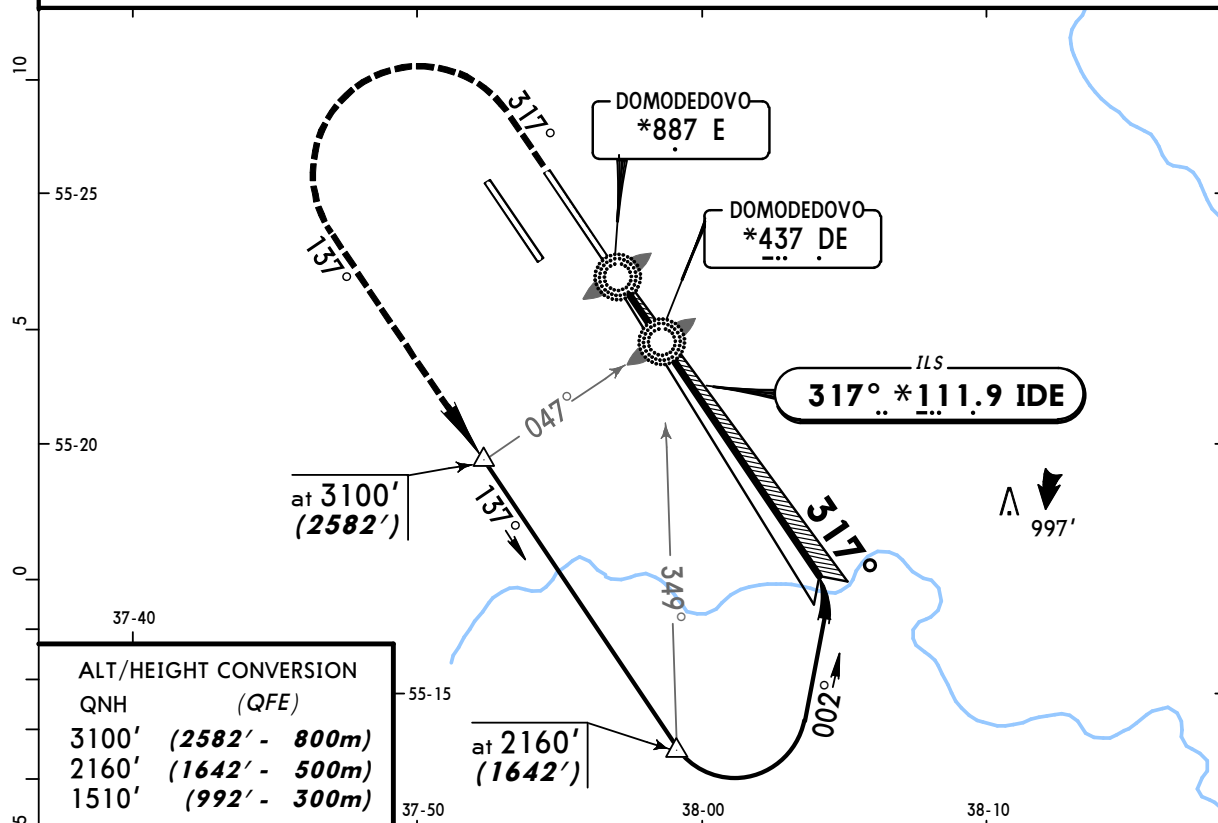 10
317°
DOMODEDOVO
*887 E
55-25
DOMODEDOVO
*437 DE
137°
5
ILS
317° *111.9 IDE
047°
55-20
at 3100'
(2582')
137°
317°
997'
0
349°
37-40
ALT/HEIGHT CONVERSION
QNH (QFE)
3100' (2582' - 800m)
2160' (1642' - 500m)
1510' (992' - 300m)
55-15
002°
at 2160'
(1642')
5
37-50
38-00
38-10